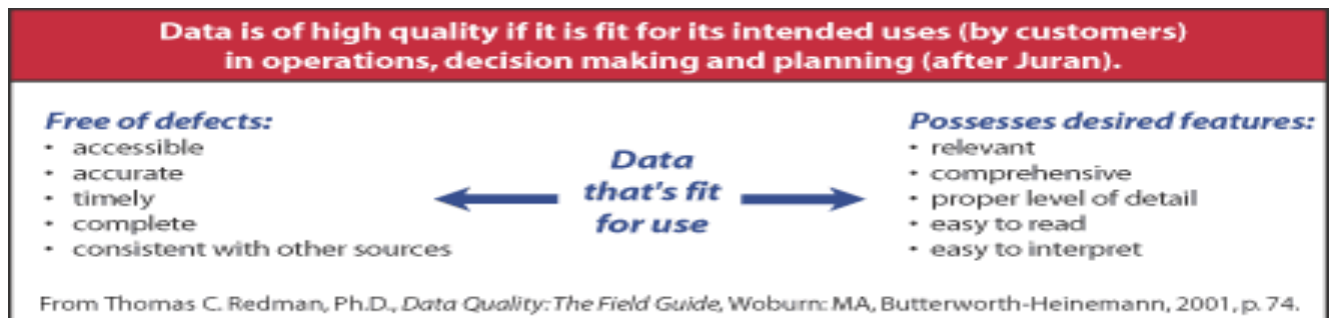 Data is of high quality if it is fit for its intended uses (by customers)
in operations, decision making and planning (after Juran).
Free of defects:
• accessible
• accurate
• timely
• complete
• consistent with other sources
Data
that's fit
for use
Possesses desired features:
• relevant
• comprehensive
• proper level of detail
• easy to read
• easy to interpret
From Thomas C. Redman, Ph.D., Data Quality: The Field Guide, Woburn: MA, Butterworth-Heinemann, 2001, p. 74.